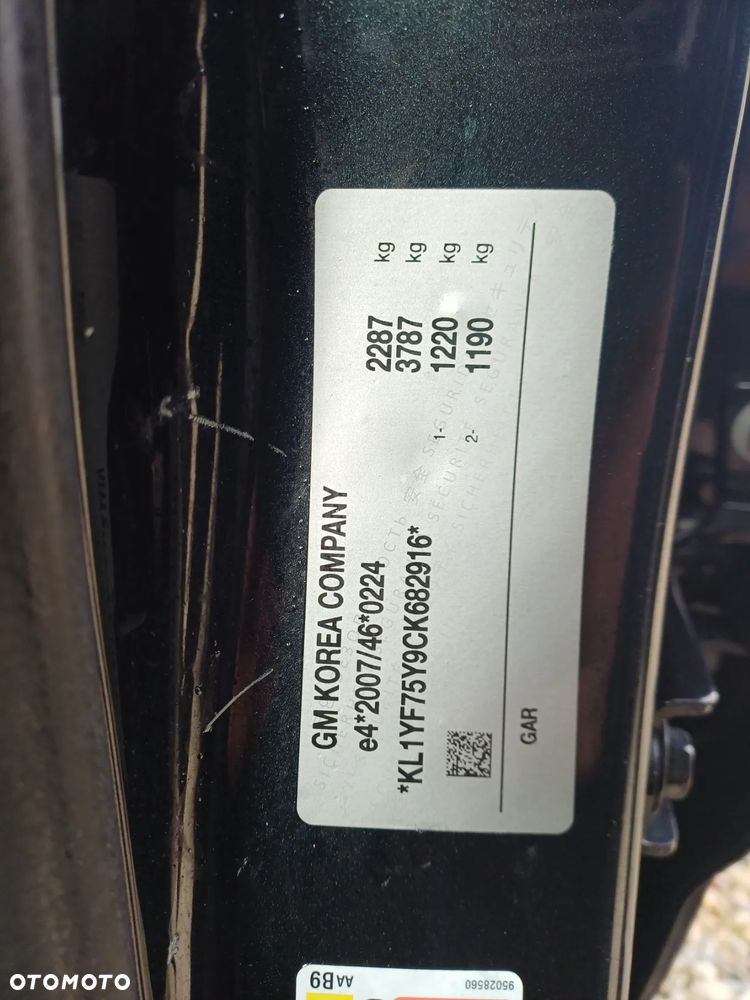 GM KOREA COMPANY
e4*2007/46*0224
*KL1YF75Y9CK682916*
2287 kg
3787 kg
1- 1220 kg
2- 1190 kg
GAR
AAB9
95028560
OTOMOTO